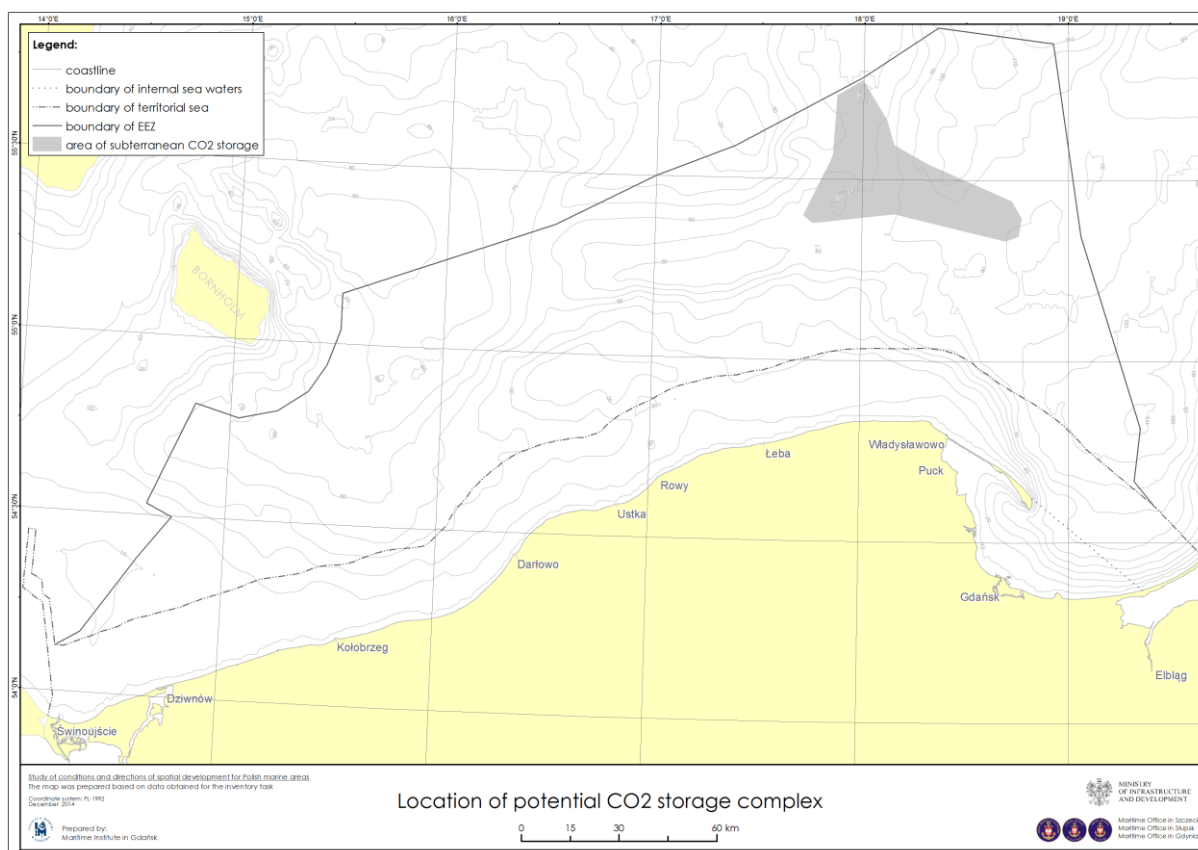 14°0'E
15°0'E
16°0'E
17°0'E
18°0'E
19°0'E
Legend:
coastline
boundary of internal sea waters
boundary of territorial sea
boundary of EEZ
area of subterranean CO2 storage
55°30'N
BORNHOLM
55°0'N
Władysławowo
Łeba
Puck
Rowy
54°30'N
Ustka
Darłowo
Gdańsk
Kołobrzeg
Elbląg
54°0'N
Dziwnów
Świnoujście
Study of conditions and directions of spatial development for Polish marine areas
The map was prepared based on data obtained for the inventory task
Coordinate system: PL-1992
December 2014
Prepared by:
Maritime Institute in Gdańsk
Location of potential CO2 storage complex
0 15 30 60 km
MINISTRY
OF INFRASTRUCTURE
AND DEVELOPMENT
Maritime Office in Szczeci
Maritime Office in Słupsk
Maritime Office in Gdynia